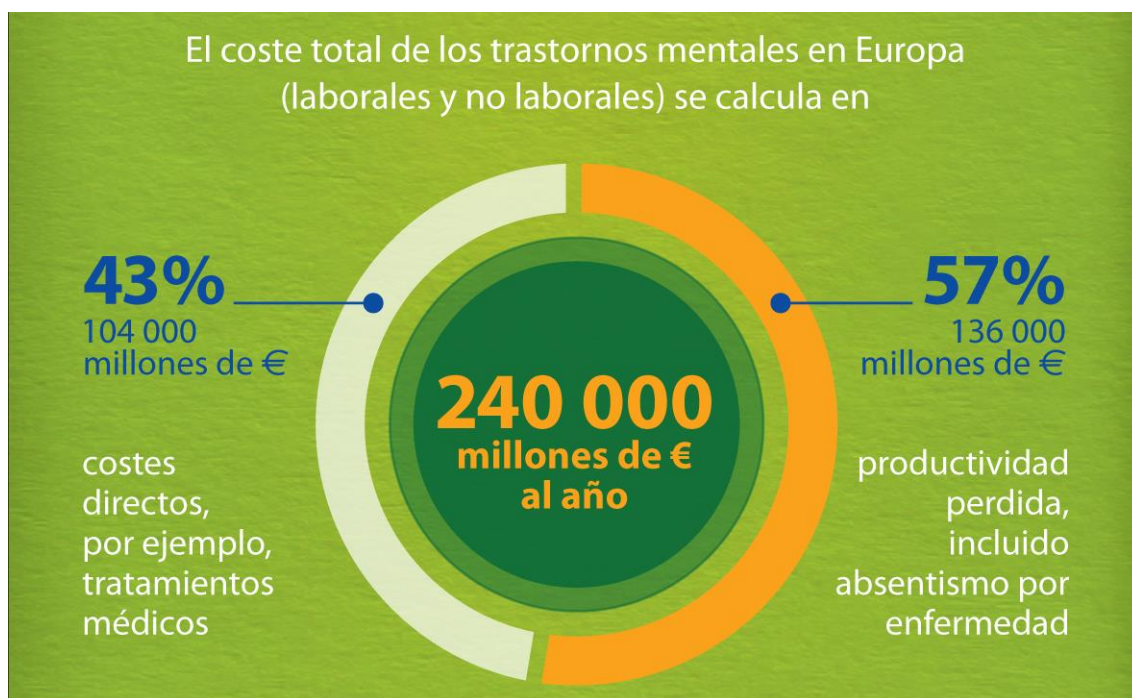 El coste total de los trastornos mentales en Europa
(laborales y no laborales) se calcula en
43%
104 000
millones de €
costes
directos,
por ejemplo,
tratamientos
médicos
240 000
millones de €
al año
57%
136 000
millones de €
productividad
perdida,
incluido
absentismo por
enfermedad